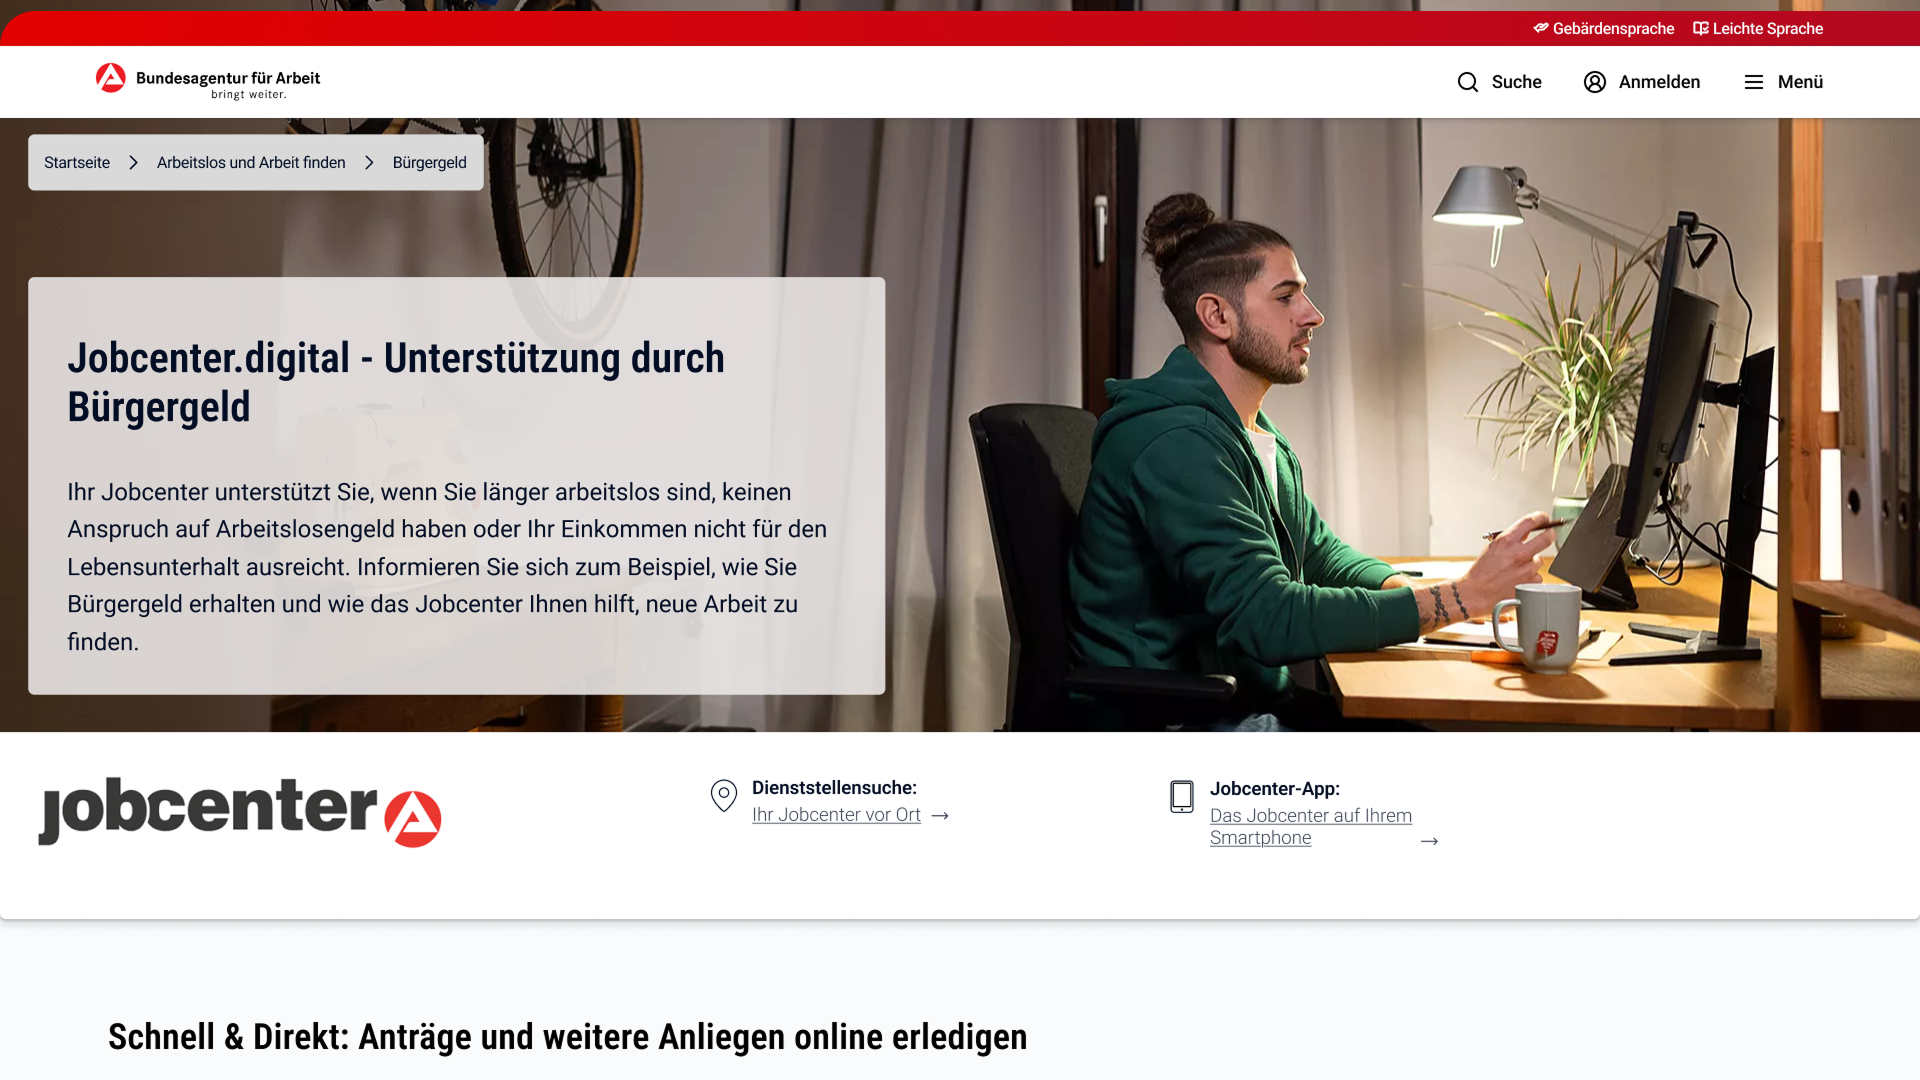 Gebärdensprache Leichte Sprache
Bundesagentur für Arbeit
bringt weiter.
Suche Anmelden Menü
Startseite Arbeitslos und Arbeit finden Bürgergeld
Jobcenter.digital - Unterstützung durch
Bürgergeld
Ihr Jobcenter unterstützt Sie, wenn Sie länger arbeitslos sind, keinen
Anspruch auf Arbeitslosengeld haben oder Ihr Einkommen nicht für den
Lebensunterhalt ausreicht. Informieren Sie sich zum Beispiel, wie Sie
Bürgergeld erhalten und wie das Jobcenter Ihnen hilft, neue Arbeit zu
finden.
jobcenter
Dienststellensuche:
Ihr Jobcenter vor Ort →
Jobcenter-App:
Das Jobcenter auf Ihrem
Smartphone →
Schnell & Direkt: Anträge und weitere Anliegen online erledigen